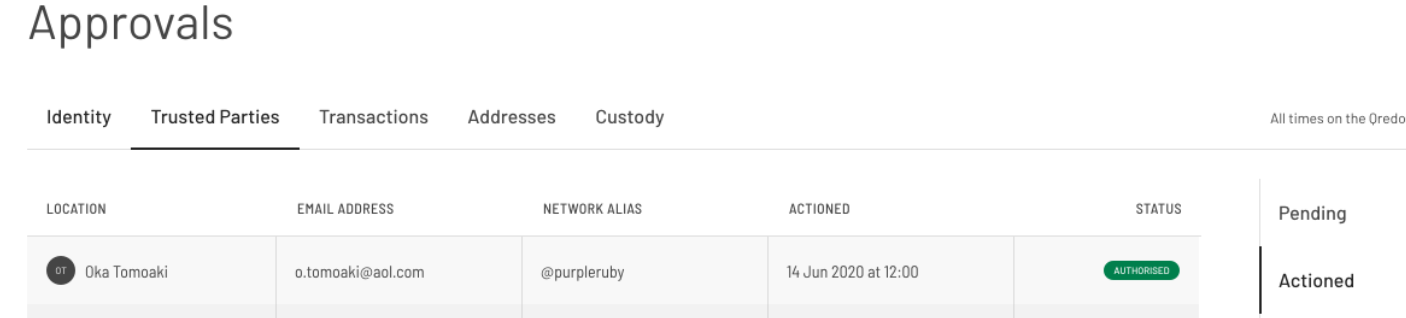 Approvals
Identity Trusted Parties Transactions Addresses Custody All times on the Qredo
LOCATION EMAIL ADDRESS NETWORK ALIAS ACTIONED STATUS
Pending
OT Oka Tomoaki o.tomoaki@aol.com @purpleruby 14 Jun 2020 at 12:00 AUTHORISED
Actioned